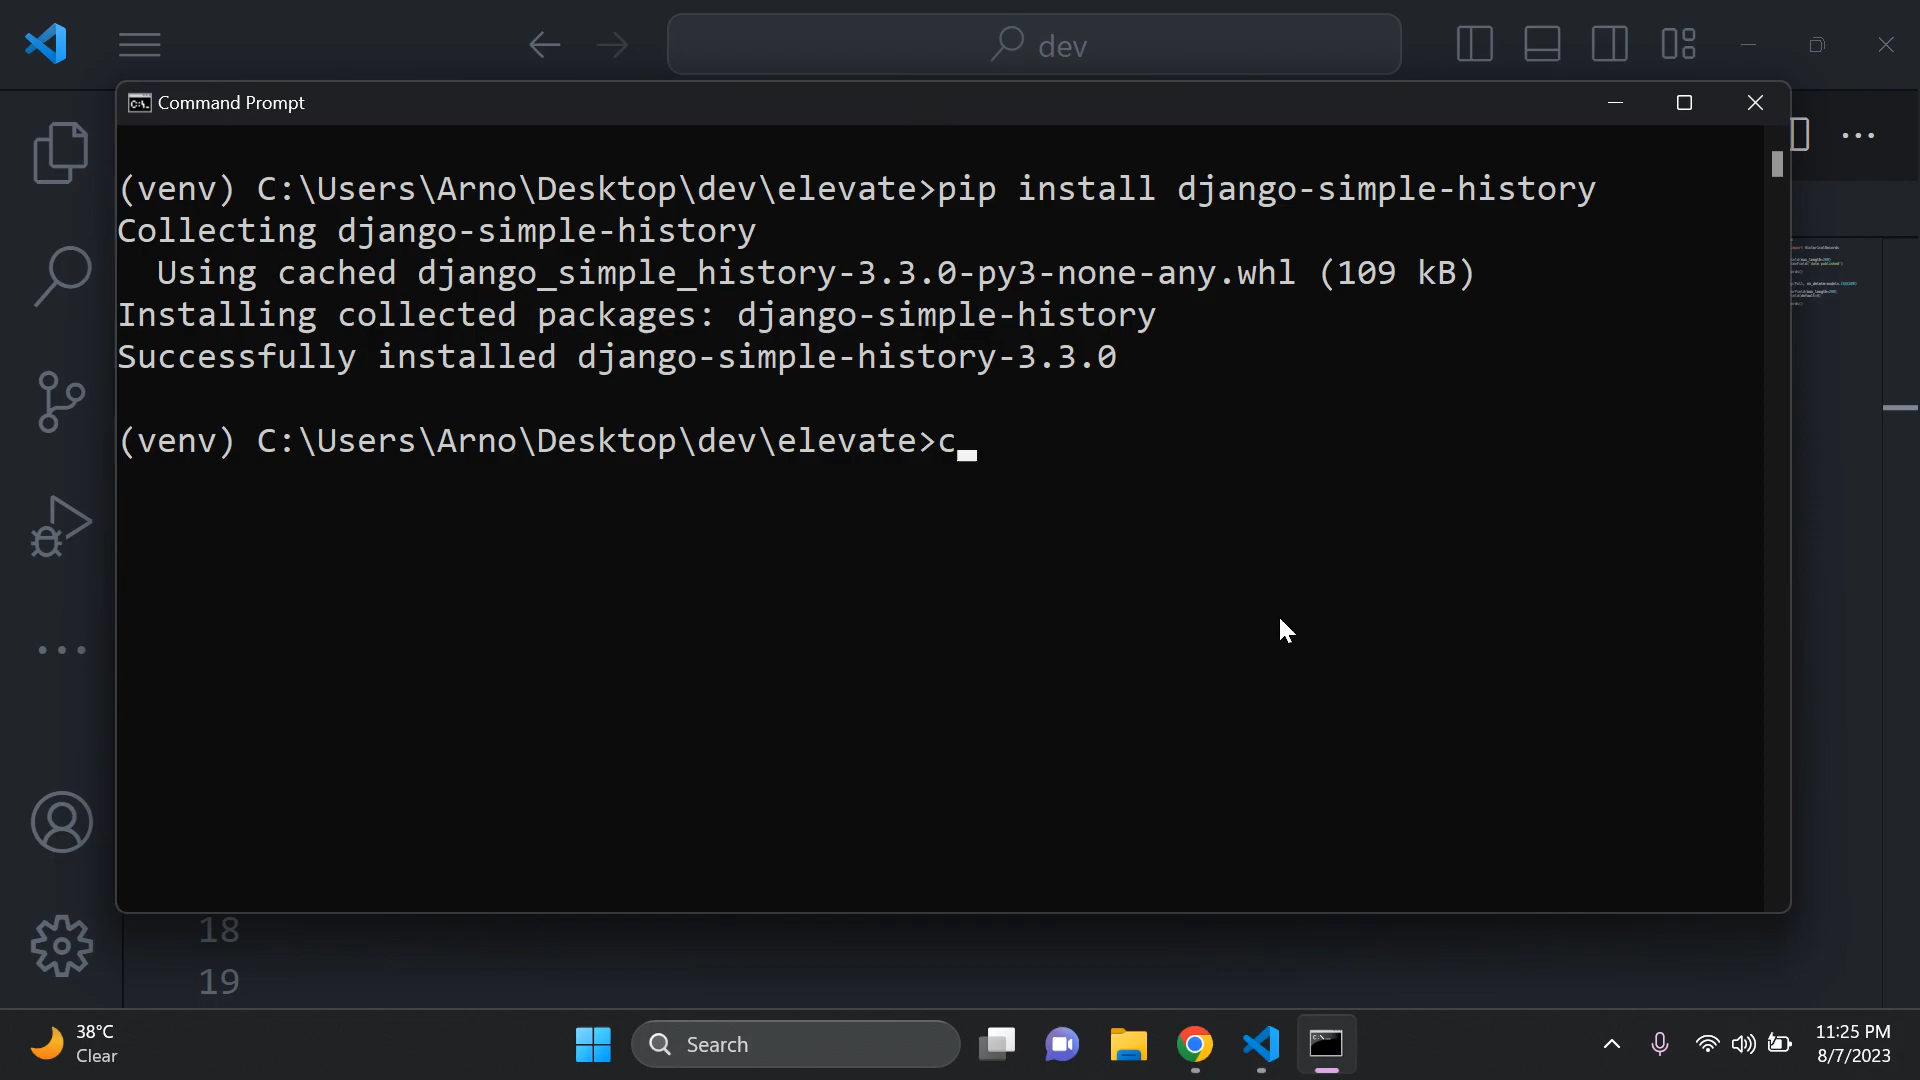 dev
Command Prompt
(venv) C:\Users\Arno\Desktop\dev\elevate>pip install django-simple-history
Collecting django-simple-history
Using cached django_simple_history-3.3.0-py3-none-any.whl (109 kB)
Installing collected packages: django-simple-history
Successfully installed django-simple-history-3.3.0
(venv) C:\Users\Arno\Desktop\dev\elevate>c
18
19
38°C
Clear
Search
11:25 PM
8/7/2023